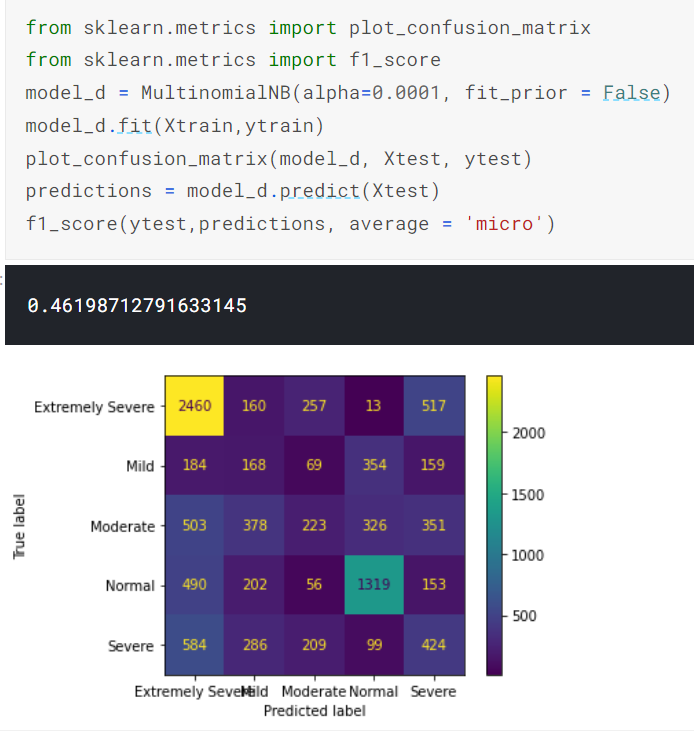 from sklearn.metrics import plot_confusion_matrix
from sklearn.metrics import f1_score
model_d = MultinomialNB(alpha=0.0001, fit_prior = False)
model_d.fit(Xtrain,ytrain)
plot_confusion_matrix(model_d, Xtest, ytest)
predictions = model_d.predict(Xtest)
f1_score(ytest,predictions, average = 'micro')
:
0.46198712791633145
Extremely Severe 2460 160 257 13 517
Mild 184 168 69 354 159
Moderate 503 378 223 326 351
Normal 490 202 56 1319 153
Severe 584 286 209 99 424
True label
Extremely Severe Mild Moderate Normal Severe
Predicted label
2000
1500
1000
500